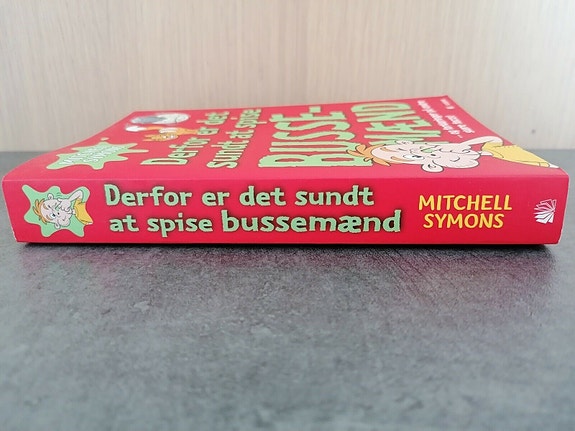 Derfor er det
sundt at spise
BUSSE-
MÆND
Derfor er det sundt
at spise bussemænd
MITCHELL
SYMONS